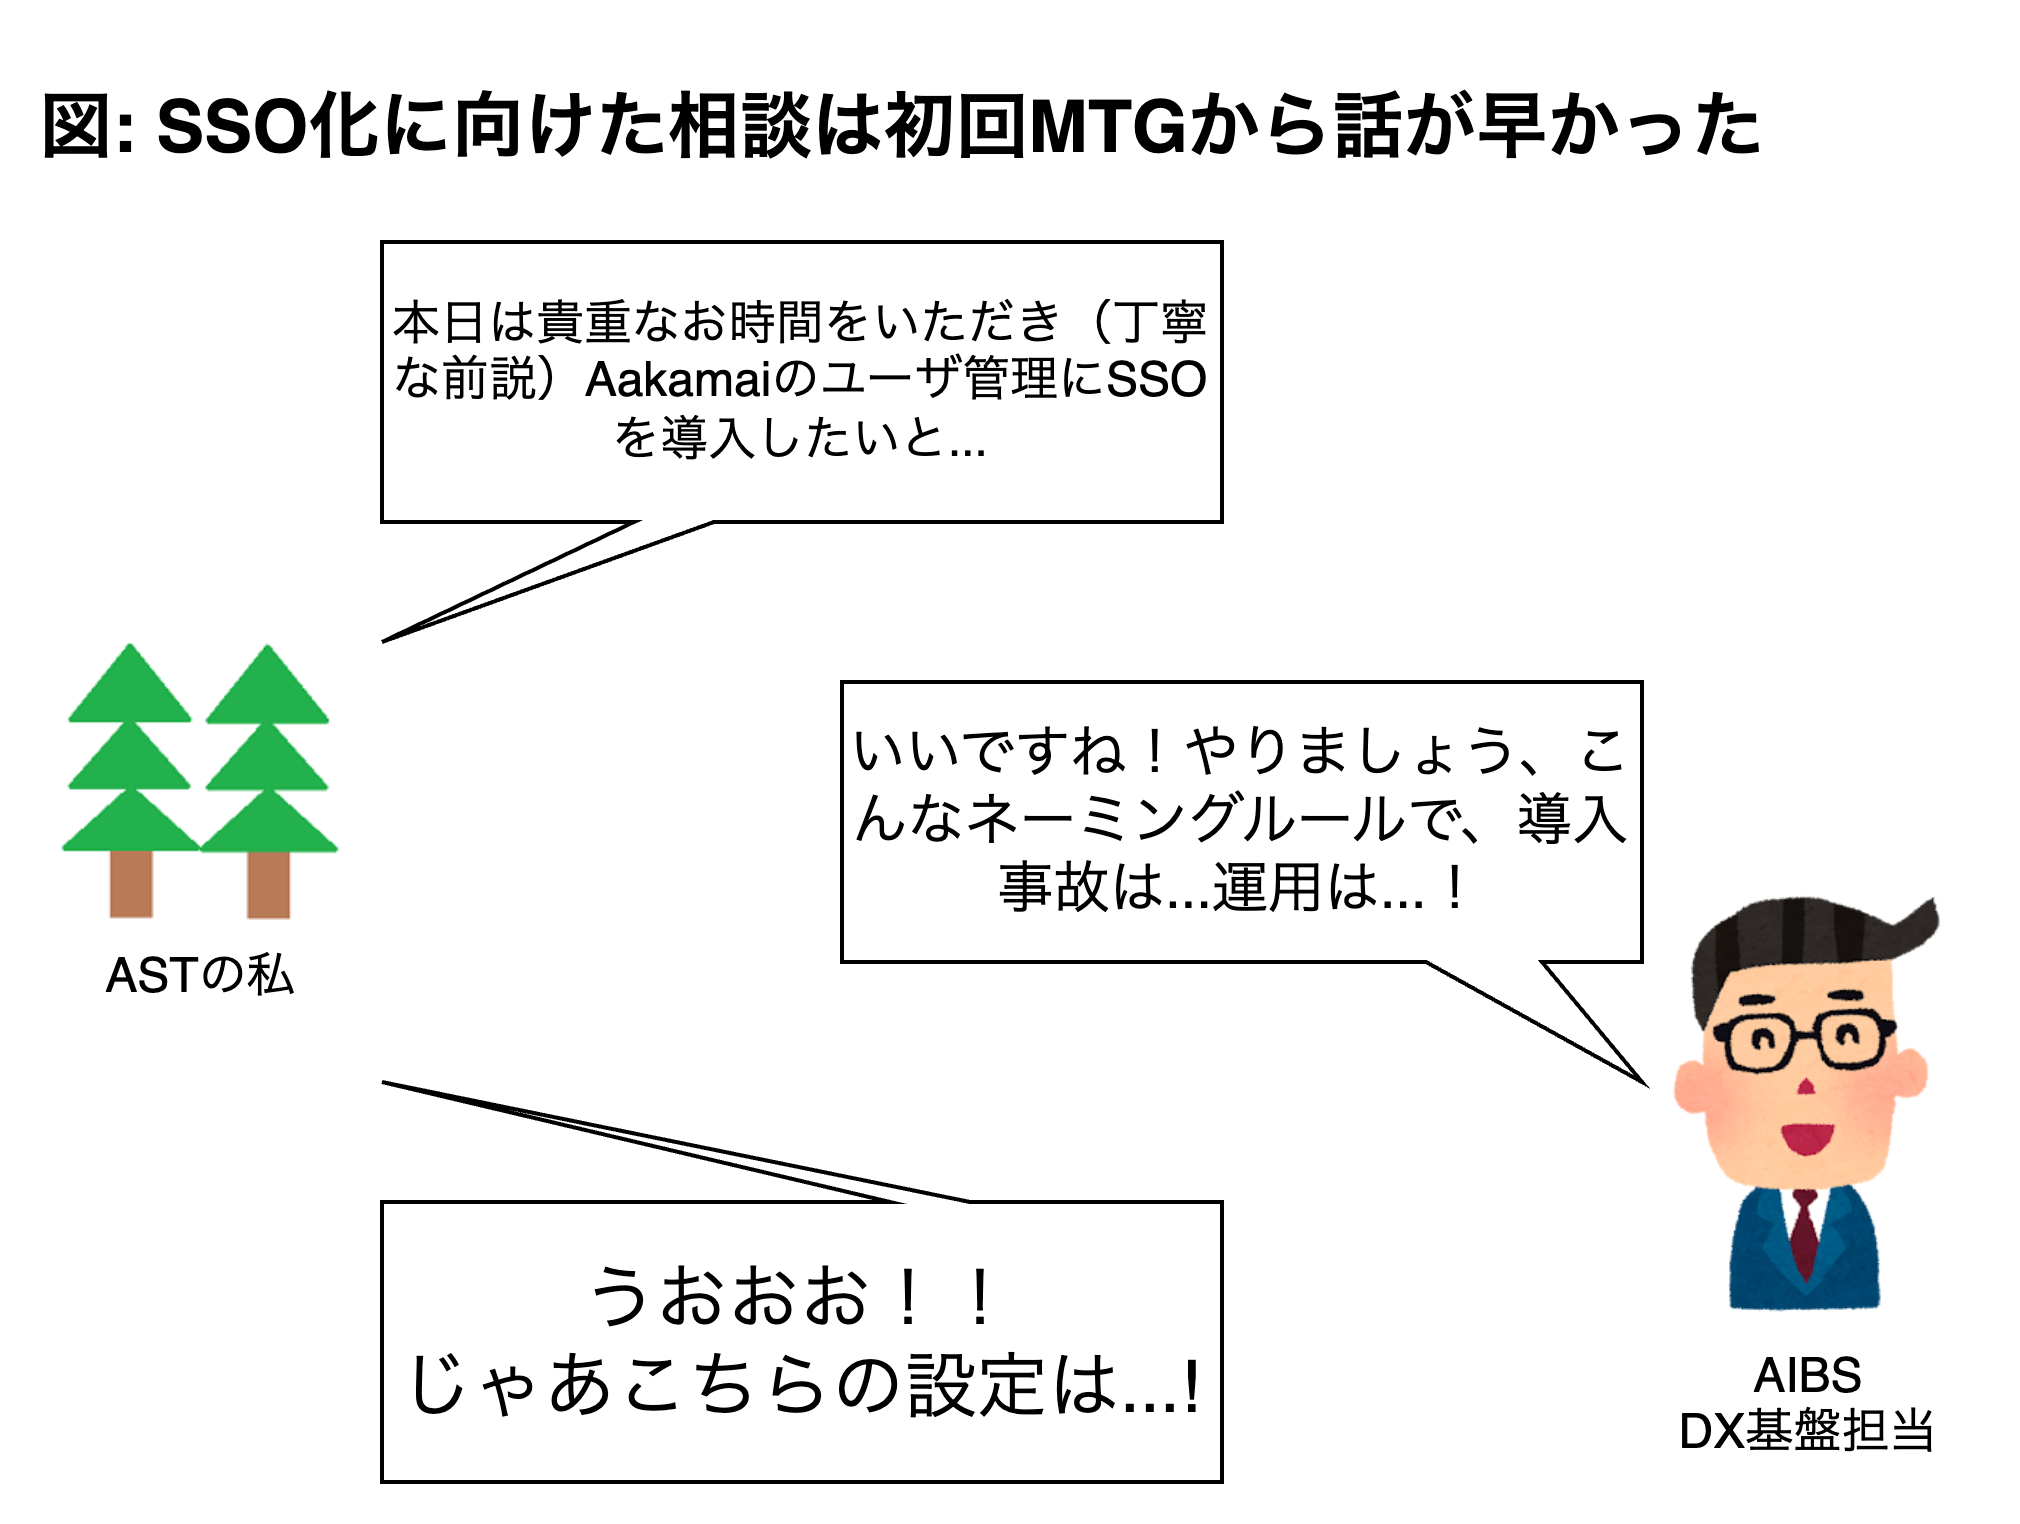 図: SSO化に向けた相談は初回MTGから話が早かった
本日は貴重なお時間をいただき（丁寧
な前説）Aakamaiのユーザ管理にSSO
を導入したいと...
いいですね！やりましょう、こ
んなネーミングルールで、導入
事故は...運用は...！
ASTの私
うおおお！！
じゃあこちらの設定は...!
AIBS
DX基盤担当